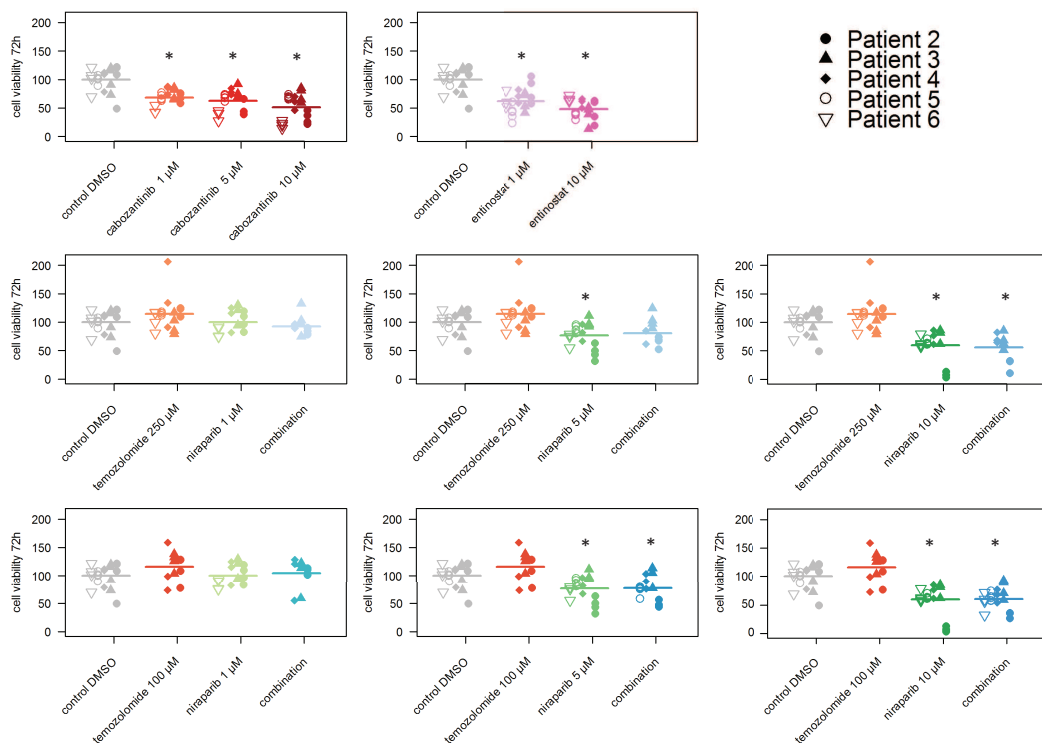 cell viability 72h
200
150
100
50
0
* * *
control DMSO
cabozantinib 1 µM
cabozantinib 5 µM
cabozantinib 10 µM
cell viability 72h
200
150
100
50
0
* *
control DMSO
entinostat 1 µM
entinostat 10 µM
Patient 2
Patient 3
Patient 4
Patient 5
Patient 6
cell viability 72h
200
150
100
50
0
control DMSO
temozolomide 250 µM
niraparib 1 µM
combination
cell viability 72h
200
150
100
50
0
*
control DMSO
temozolomide 250 µM
niraparib 5 µM
combination
cell viability 72h
200
150
100
50
0
* *
control DMSO
temozolomide 250 µM
niraparib 10 µM
combination
cell viability 72h
200
150
100
50
0
control DMSO
temozolomide 100 µM
niraparib 1 µM
combination
cell viability 72h
200
150
100
50
0
* *
control DMSO
temozolomide 100 µM
niraparib 5 µM
combination
cell viability 72h
200
150
100
50
0
* *
control DMSO
temozolomide 100 µM
niraparib 10 µM
combination